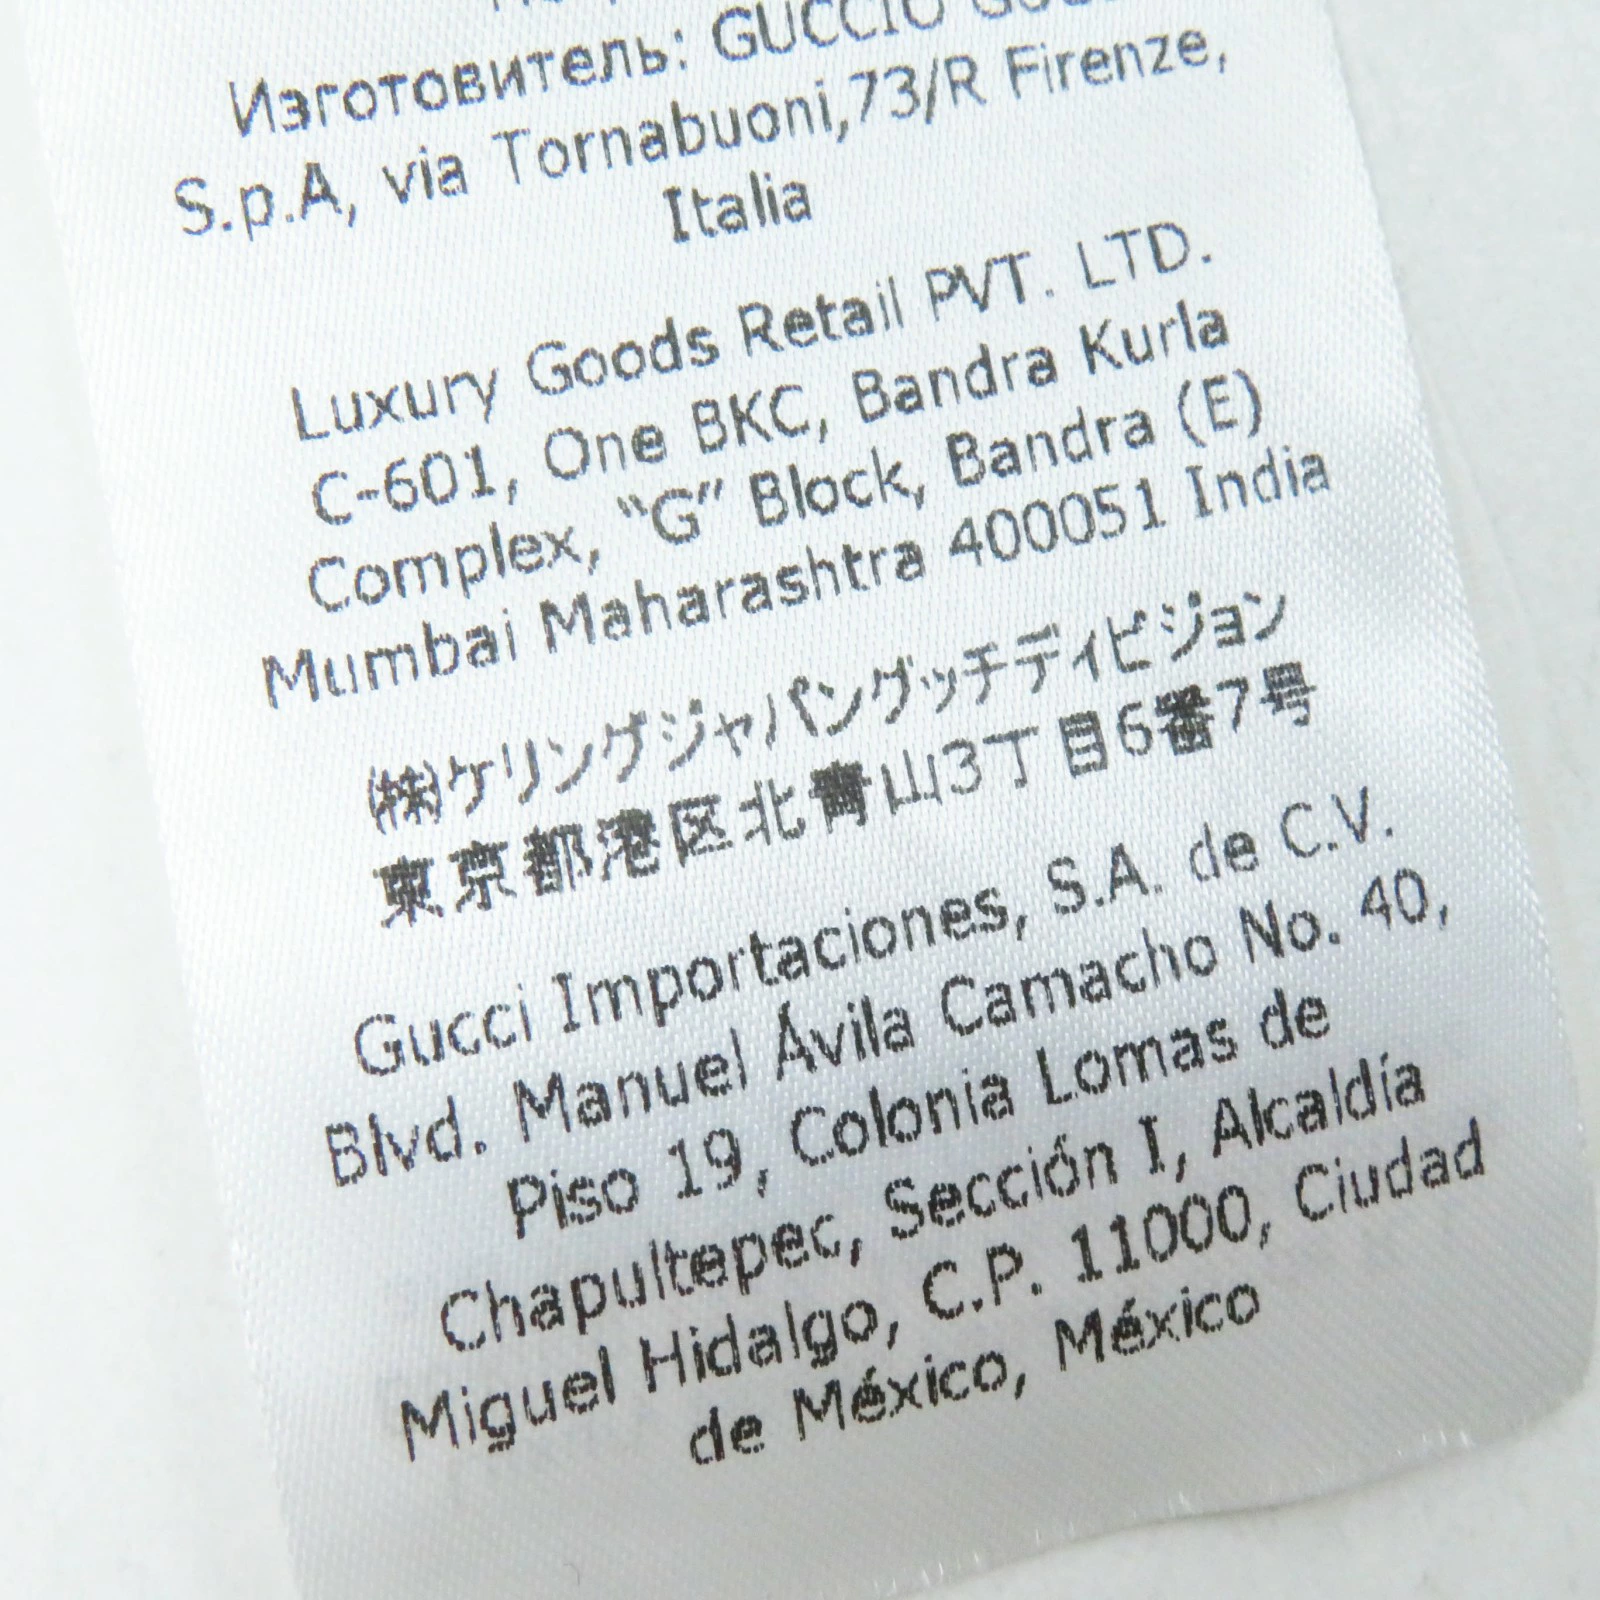 Изготовитель: GUCCIO
S.p.A, via Tornabuoni,73/R Firenze,
Italia
Luxury Goods Retail PVT. LTD.
C-601, One BKC, Bandra Kurla
Complex, “G” Block, Bandra (E)
Mumbai Maharashtra 400051 India
㈱ケリングジャパングッチディビジョン
東京都港区北青山3丁目6番7号
Gucci Importaciones, S.A. de C.V.
Blvd. Manuel Ávila Camacho No. 40,
Piso 19, Colonia Lomas de
Chapultepec, Sección I, Alcaldía
Miguel Hidalgo, C.P. 11000, Ciudad
de México, México